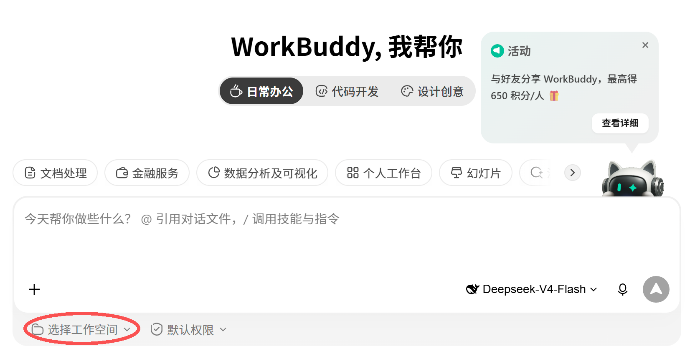 WorkBuddy, 我帮你
活动
与好友分享 WorkBuddy，最高得
650 积分/人
查看详细
日常办公
代码开发
设计创意
文档处理
金融服务
数据分析及可视化
个人工作台
幻灯片
今天帮你做些什么？ @ 引用对话文件，/ 调用技能与指令
Deepseek-V4-Flash
选择工作空间
默认权限